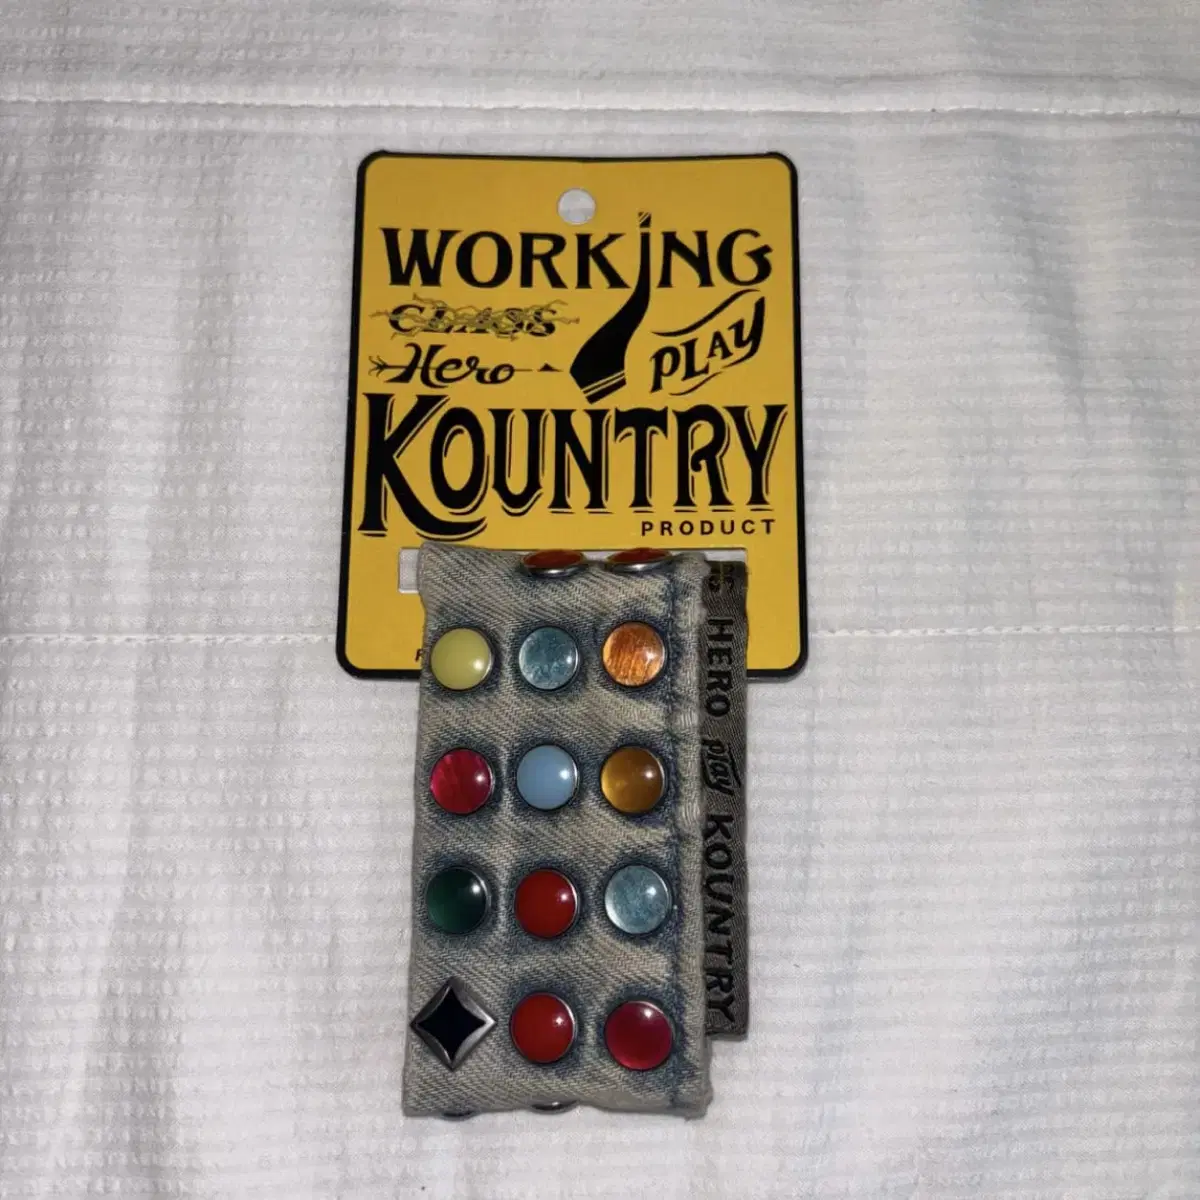 WORKING
CLASS
Hero PLAY
KOUNTRY
PRODUCT
HERO play KOUNTRY